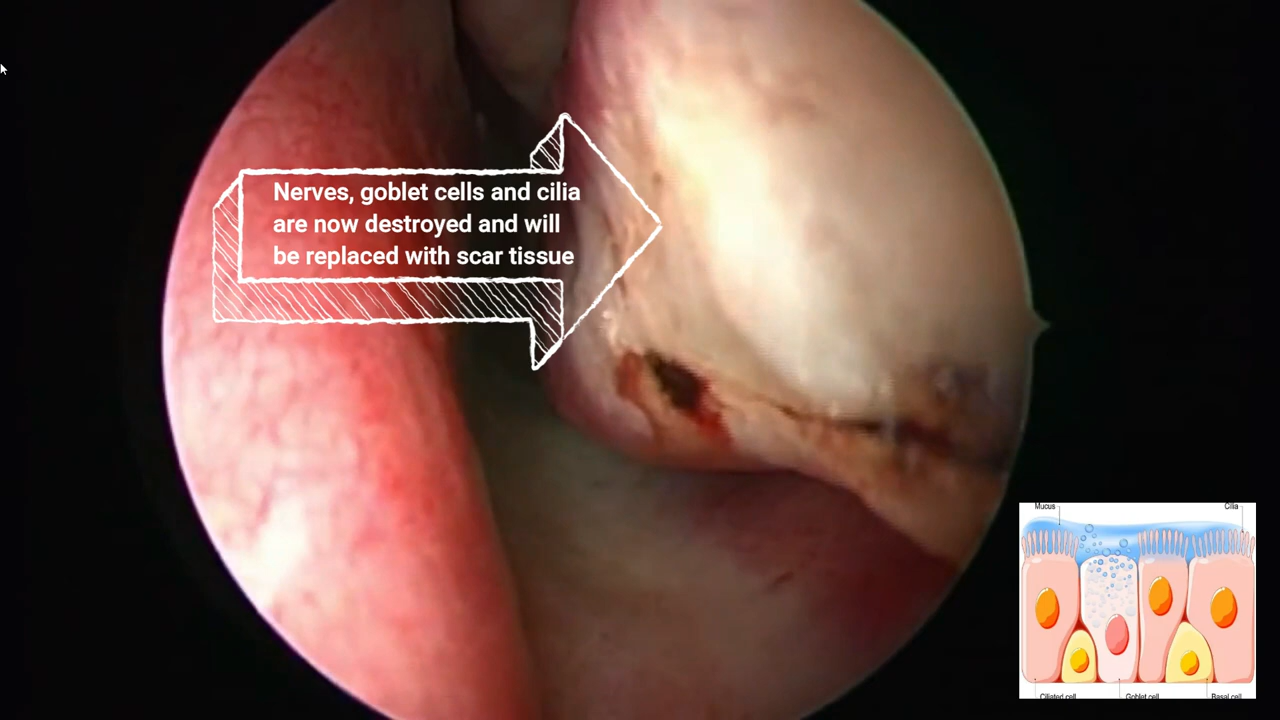 Nerves, goblet cells and cilia
are now destroyed and will
be replaced with scar tissue
Mucus
Cilia
Ciliated cell
Goblet cell
Basal cell